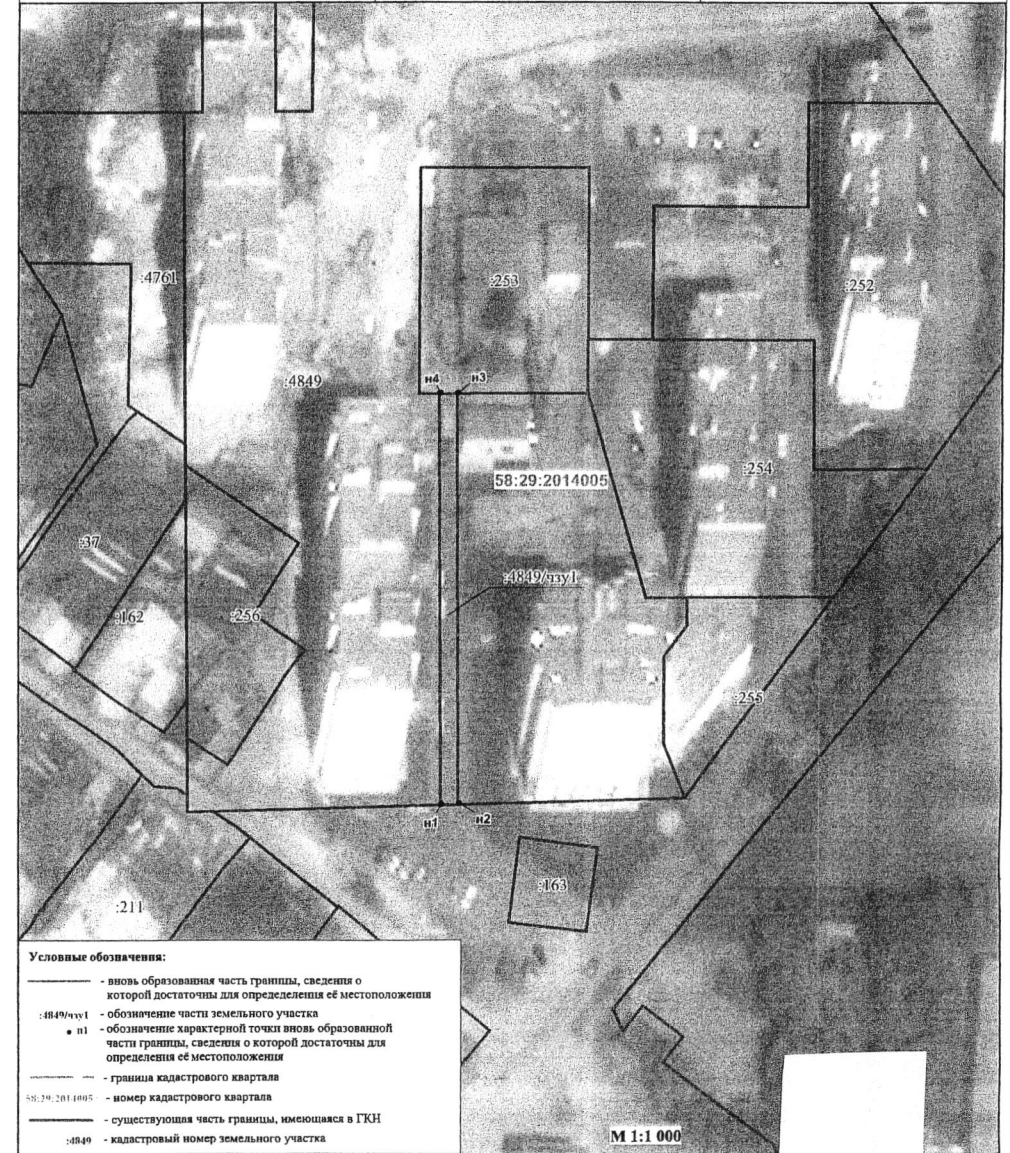 :4761
:253
:252
:4849
н4
н3
:254
58:29:2014005
:37
:4849/чзу1
:162
:256
:255
н1
н2
:163
:211
Условные обозначения:
- вновь образованная часть границы, сведения о
которой достаточны для опредеделения её местоположения
:4849/чзу1 - обозначение части земельного участка
• н1 - обозначение характерной точки вновь образованной
части границы, сведения о которой достаточны для
определения её местоположения
- граница кадастрового квартала
58:29:2014005 - номер кадастрового квартала
- существующая часть границы, имеющаяся в ГКН
:4849 - кадастровый номер земельного участка
М 1:1 000